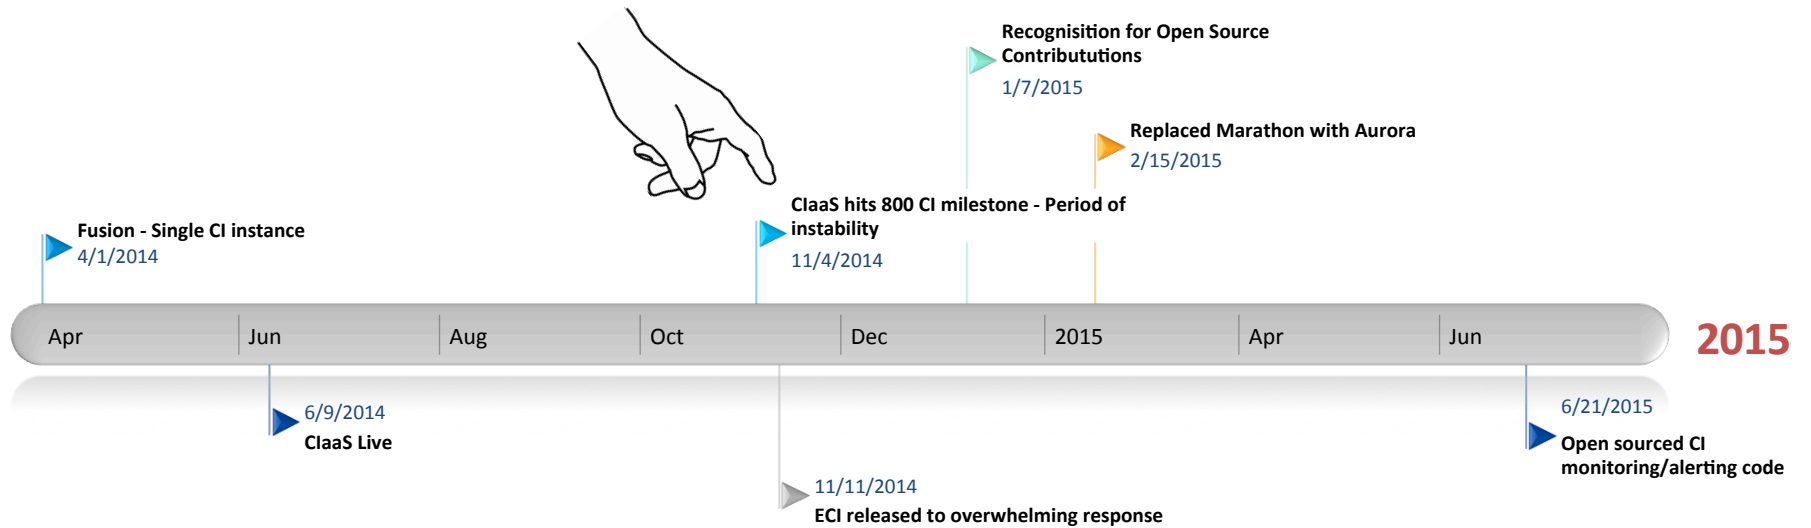 Recognisition for Open Source
Contribututions
1/7/2015
Replaced Marathon with Aurora
2/15/2015
CIaaS hits 800 CI milestone - Period of
instability
11/4/2014
Fusion - Single CI instance
4/1/2014
Apr Jun Aug Oct Dec 2015 Apr Jun
2015
6/9/2014
CIaaS Live
6/21/2015
Open sourced CI
monitoring/alerting code
11/11/2014
ECI released to overwhelming response